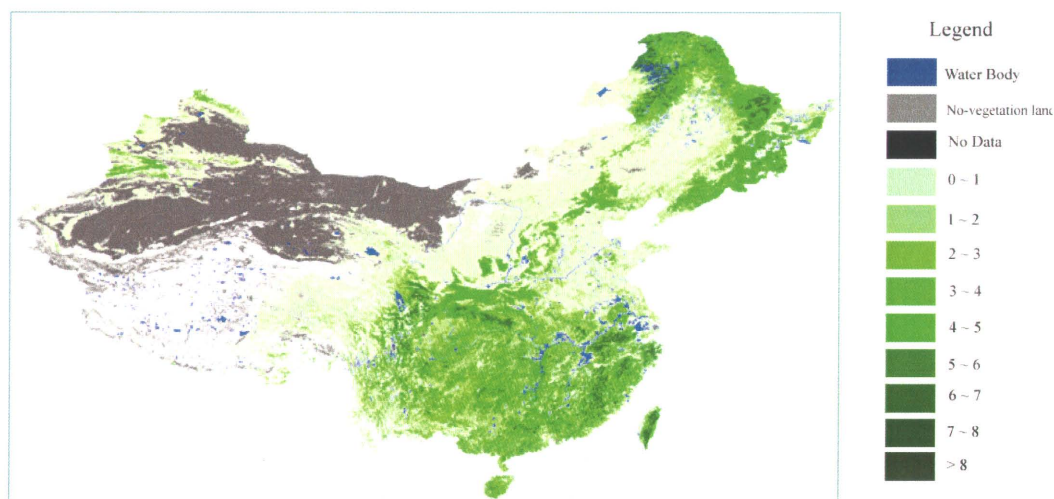 Legend
Water Body
No-vegetation land
No Data
0 ~ 1
1 ~ 2
2 ~ 3
3 ~ 4
4 ~ 5
5 ~ 6
6 ~ 7
7 ~ 8
> 8